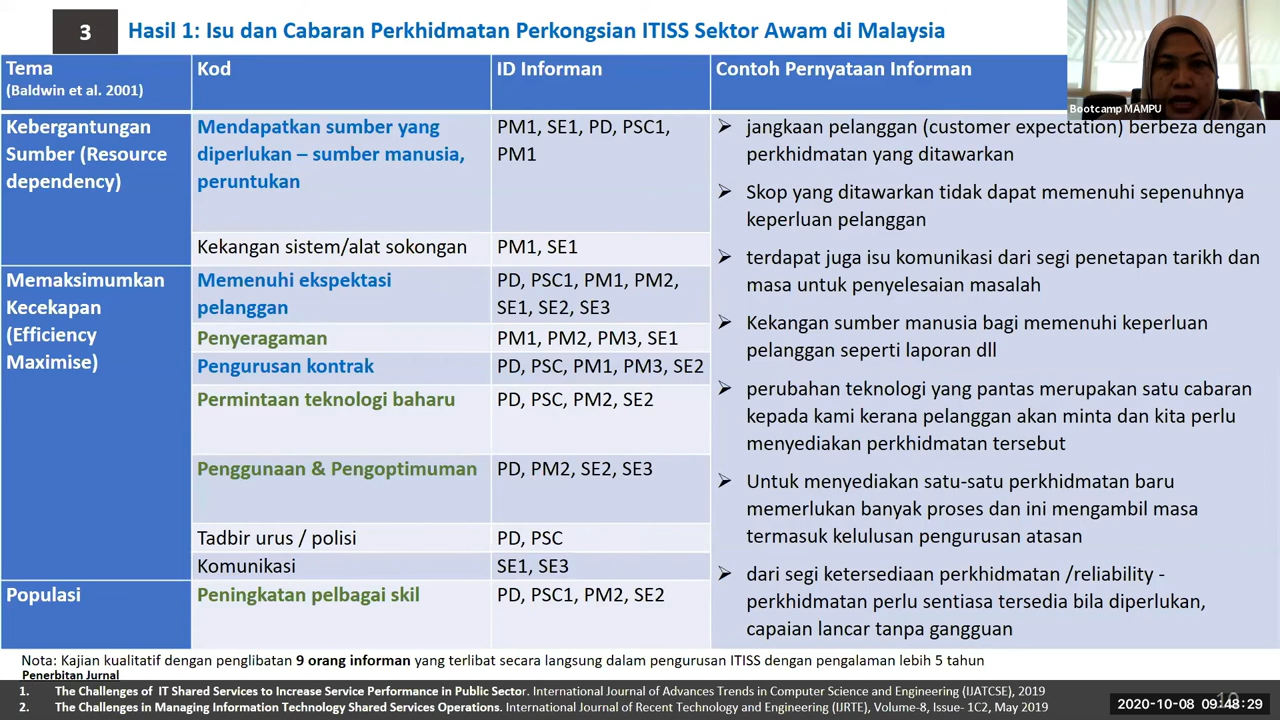 3
Hasil 1: Isu dan Cabaran Perkhidmatan Perkongsian ITISS Sektor Awam di Malaysia
Bootcamp MAMPU
Tema
(Baldwin et al. 2001)
Kod
ID Informan
Contoh Pernyataan Informan
Kebergantungan
Sumber (Resource
dependency)
Mendapatkan sumber yang
diperlukan – sumber manusia,
peruntukan
PM1, SE1, PD, PSC1,
PM1
Kekangan sistem/alat sokongan
PM1, SE1
Memaksimumkan
Kecekapan
(Efficiency
Maximise)
Memenuhi ekspektasi
pelanggan
PD, PSC1, PM1, PM2,
SE1, SE2, SE3
Penyeragaman
PM1, PM2, PM3, SE1
Pengurusan kontrak
PD, PSC, PM1, PM3, SE2
Permintaan teknologi baharu
PD, PSC, PM2, SE2
Penggunaan & Pengoptimuman
PD, PM2, SE2, SE3
Tadbir urus / polisi
PD, PSC
Komunikasi
SE1, SE3
Populasi
Peningkatan pelbagai skil
PD, PSC1, PM2, SE2
➢ jangkaan pelanggan (customer expectation) berbeza dengan
perkhidmatan yang ditawarkan
➢ Skop yang ditawarkan tidak dapat memenuhi sepenuhnya
keperluan pelanggan
➢ terdapat juga isu komunikasi dari segi penetapan tarikh dan
masa untuk penyelesaian masalah
➢ Kekangan sumber manusia bagi memenuhi keperluan
pelanggan seperti laporan dll
➢ perubahan teknologi yang pantas merupakan satu cabaran
kepada kami kerana pelanggan akan minta dan kita perlu
menyediakan perkhidmatan tersebut
➢ Untuk menyediakan satu-satu perkhidmatan baru
memerlukan banyak proses dan ini mengambil masa
termasuk kelulusan pengurusan atasan
➢ dari segi ketersediaan perkhidmatan /reliability -
perkhidmatan perlu sentiasa tersedia bila diperlukan,
capaian lancar tanpa gangguan
Nota: Kajian kualitatif dengan penglibatan 9 orang informan yang terlibat secara langsung dalam pengurusan ITISS dengan pengalaman lebih 5 tahun
Penerbitan Jurnal
1. The Challenges of IT Shared Services to Increase Service Performance in Public Sector. International Journal of Advances Trends in Computer Science and Engineering (IJATCSE), 2019
2. The Challenges in Managing Information Technology Shared Services Operations. International Journal of Recent Technology and Engineering (IJRTE), Volume-8, Issue- 1C2, May 2019
10
2020-10-08 09:48:29